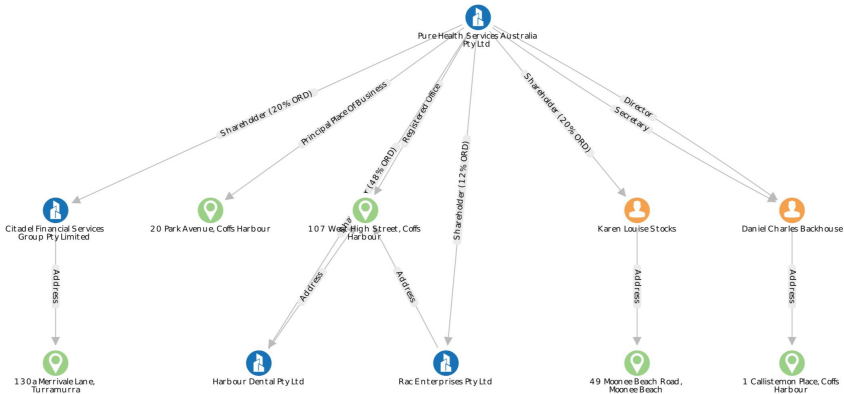 Pure Health Services Australia
Pty Ltd
Shareholder (20% ORD)
Principal Place Of Business
Registered Office
(48% ORD)
Shareholder (12% ORD)
Shareholder (20% ORD)
Director
Secretary
Citadel Financial Services
Group Pty Limited
20 Park Avenue, Coffs Harbour
107 West High Street, Coffs
Harbour
Karen Louise Stocks
Daniel Charles Backhouse
Address
Address
Address
Address
Address
130a Merrivale Lane,
Turramurra
Harbour Dental Pty Ltd
Rac Enterprises Pty Ltd
49 Moonee Beach Road,
Moonee Beach
1 Callistemon Place, Coffs
Harbour